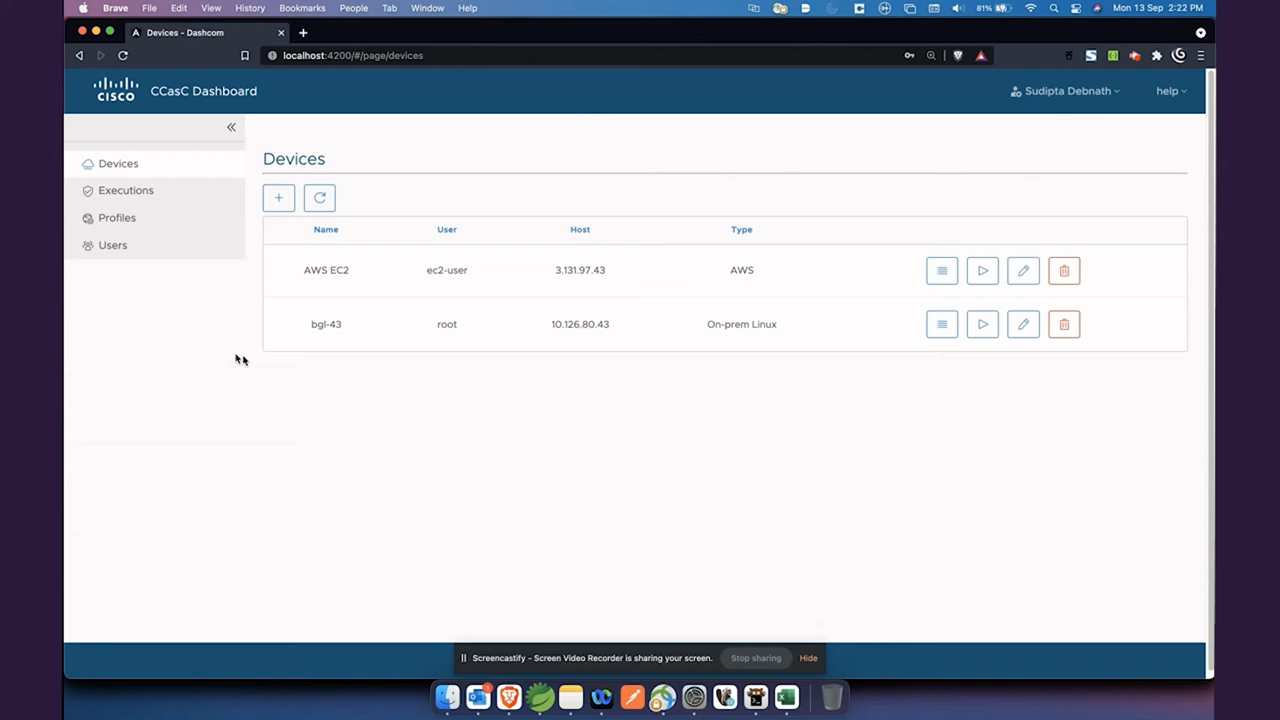 Brave File Edit View History Bookmarks People Tab Window Help 81% Mon 13 Sep 2:22 PM
Devices - Dashcom
localhost:4200/#/page/devices
CISCO CCasC Dashboard Sudipta Debnath help
Devices
Executions
Profiles
Users
Devices
Name User Host Type
AWS EC2 ec2-user 3.131.97.43 AWS
bgl-43 root 10.126.80.43 On-prem Linux
Screencastify - Screen Video Recorder is sharing your screen. Stop sharing Hide